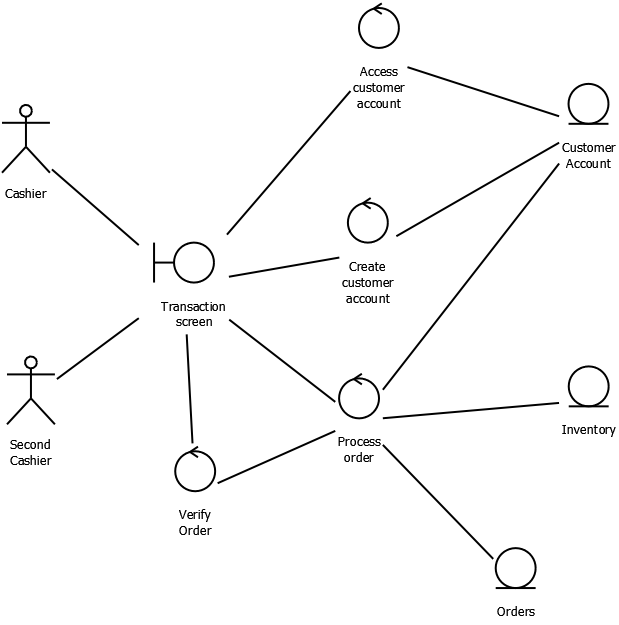 Access
customer
account
Customer
Account
Cashier
Create
customer
account
Transaction
screen
Second
Cashier
Process
order
Inventory
Verify
Order
Orders